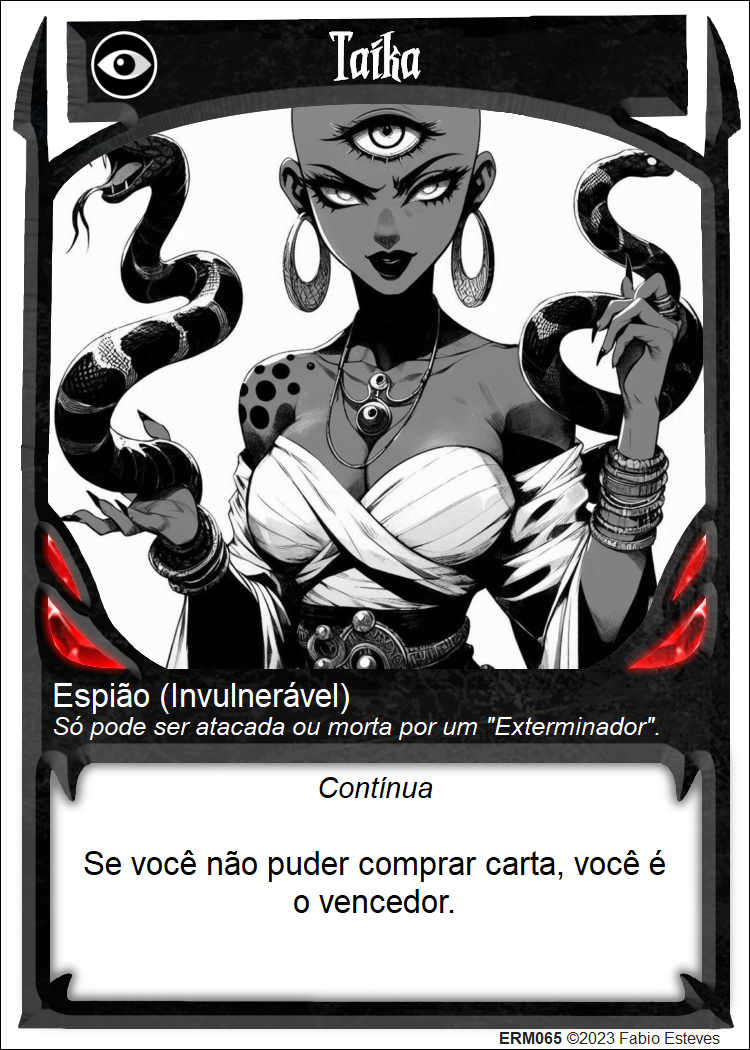 Taika
Espião (Invulnerável)
Só pode ser atacada ou morta por um "Exterminador".
Contínua
Se você não puder comprar carta, você é
o vencedor.
ERM065 ©2023 Fabio Esteves